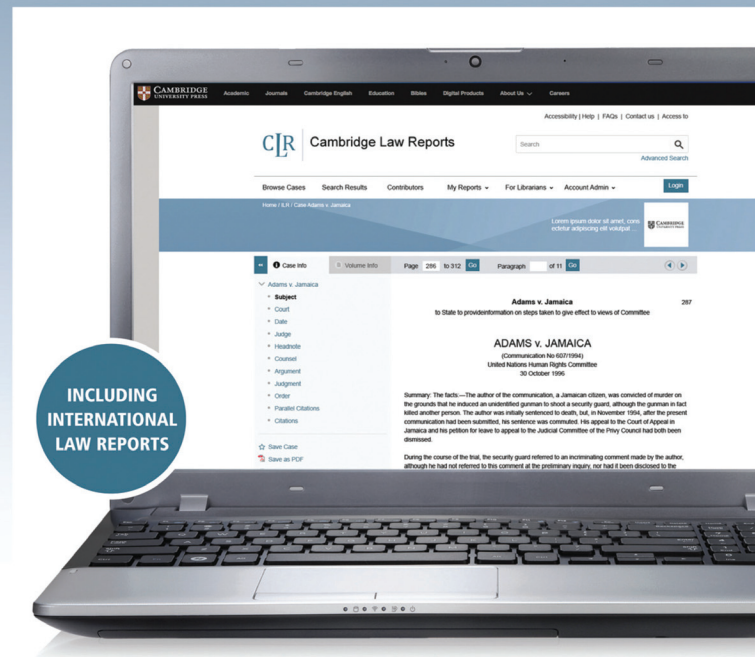 CAMBRIDGE
UNIVERSITY PRESS
Academic Journals Cambridge English Education Bibles Digital Products About Us Careers
Accessibility | Help | FAQs | Contact us | Access to
CLR Cambridge Law Reports
Search
Advanced Search
Browse Cases Search Results Contributors My Reports For Librarians Account Admin Login
Home / ILR / Case Adams v. Jamaica
Lorem ipsum dolor sit amet, cons
ectetur adipiscing elit volutpat ...
CAMBRIDGE
UNIVERSITY PRESS
Case Info Volume Info Page 286 to 312 Go Paragraph of 11 Go
Adams v. Jamaica
Subject
Court
Date
Judge
Headnote
Counsel
Argument
Judgment
Order
Parallel Citations
Citations
Save Case
Save as PDF
Adams v. Jamaica 287
to State to provideinformation on steps taken to give effect to views of Committee
ADAMS v. JAMAICA
(Communication No 607/1994)
United Nations Human Rights Committee
30 October 1996
Summary: The facts:—The author of the communication, a Jamaican citizen, was convicted of murder on
the grounds that he induced an unidentified gunman to shoot a security guard, although the gunman in fact
killed another person. The author was initially sentenced to death, but, in November 1994, after the present
communication had been submitted, his sentence was commuted. His appeal to the Court of Appeal in
Jamaica and his petition for leave to appeal to the Judicial Committee of the Privy Council had both been
dismissed.
During the course of the trial, the security guard referred to an incriminating comment made by the author,
although he had not referred to this comment at the preliminary inquiry, nor had it been disclosed to the
INCLUDING
INTERNATIONAL
LAW REPORTS